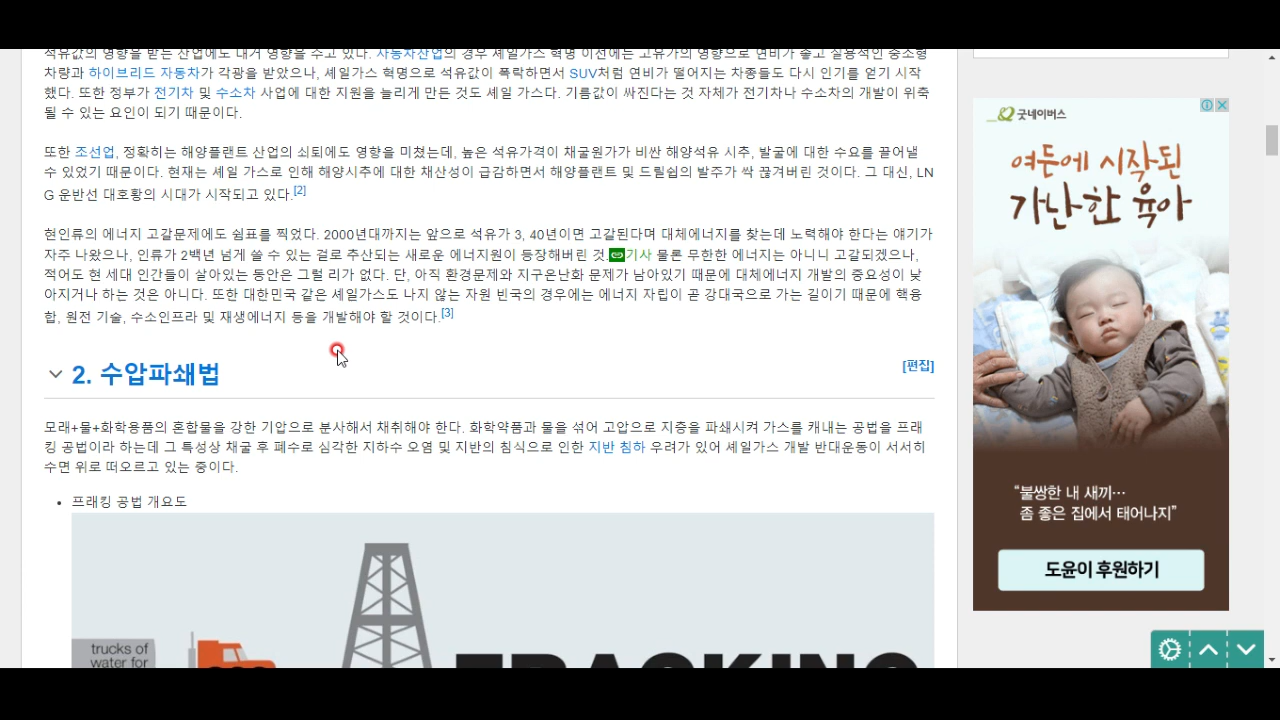 석유값의 영향을 받는 산업에도 대거 영향을 주고 있다. 자동차산업의 경우 셰일가스 혁명 이전에는 고유가의 영향으로 연비가 좋고 실용적인 중소형
차량과 하이브리드 자동차가 각광을 받았으나, 셰일가스 혁명으로 석유값이 폭락하면서 SUV처럼 연비가 떨어지는 차종들도 다시 인기를 얻기 시작
했다. 또한 정부가 전기차 및 수소차 사업에 대한 지원을 늘리게 만든 것도 셰일 가스다. 기름값이 싸진다는 것 자체가 전기차나 수소차의 개발이 위축
될 수 있는 요인이 되기 때문이다.
또한 조선업, 정확히는 해양플랜트 산업의 쇠퇴에도 영향을 미쳤는데, 높은 석유가격이 채굴원가가 비싼 해양석유 시추, 발굴에 대한 수요를 끌어낼
수 있었기 때문이다. 현재는 셰일 가스로 인해 해양시추에 대한 채산성이 급감하면서 해양플랜트 및 드릴쉽의 발주가 싹 끊겨버린 것이다. 그 대신, LN
G 운반선 대호황의 시대가 시작되고 있다.[2]
현인류의 에너지 고갈문제에도 쉼표를 찍었다. 2000년대까지는 앞으로 석유가 3, 40년이면 고갈된다며 대체에너지를 찾는데 노력해야 한다는 얘기가
자주 나왔으나, 인류가 2백년 넘게 쓸 수 있는 걸로 추산되는 새로운 에너지원이 등장해버린 것.기사 물론 무한한 에너지는 아니니 고갈되겠으나,
적어도 현 세대 인간들이 살아있는 동안은 그럴 리가 없다. 단, 아직 환경문제와 지구온난화 문제가 남아있기 때문에 대체에너지 개발의 중요성이 낮
아지거나 하는 것은 아니다. 또한 대한민국 같은 셰일가스도 나지 않는 자원 빈국의 경우에는 에너지 자립이 곧 강대국으로 가는 길이기 때문에 핵융
합, 원전 기술, 수소인프라 및 재생에너지 등을 개발해야 할 것이다.[3]
2. 수압파쇄법
[편집]
모래+물+화학용품의 혼합물을 강한 기압으로 분사해서 채취해야 한다. 화학약품과 물을 섞어 고압으로 지층을 파쇄시켜 가스를 캐내는 공법을 프래
킹 공법이라 하는데 그 특성상 채굴 후 폐수로 심각한 지하수 오염 및 지반의 침식으로 인한 지반 침하 우려가 있어 셰일가스 개발 반대운동이 서서히
수면 위로 떠오르고 있는 중이다.
• 프래킹 공법 개요도
trucks of
water for
FRACKING
굿네이버스
여든에 시작된
가난한 육아
“불쌍한 내 새끼…
좀 좋은 집에서 태어나지”
도윤이 후원하기